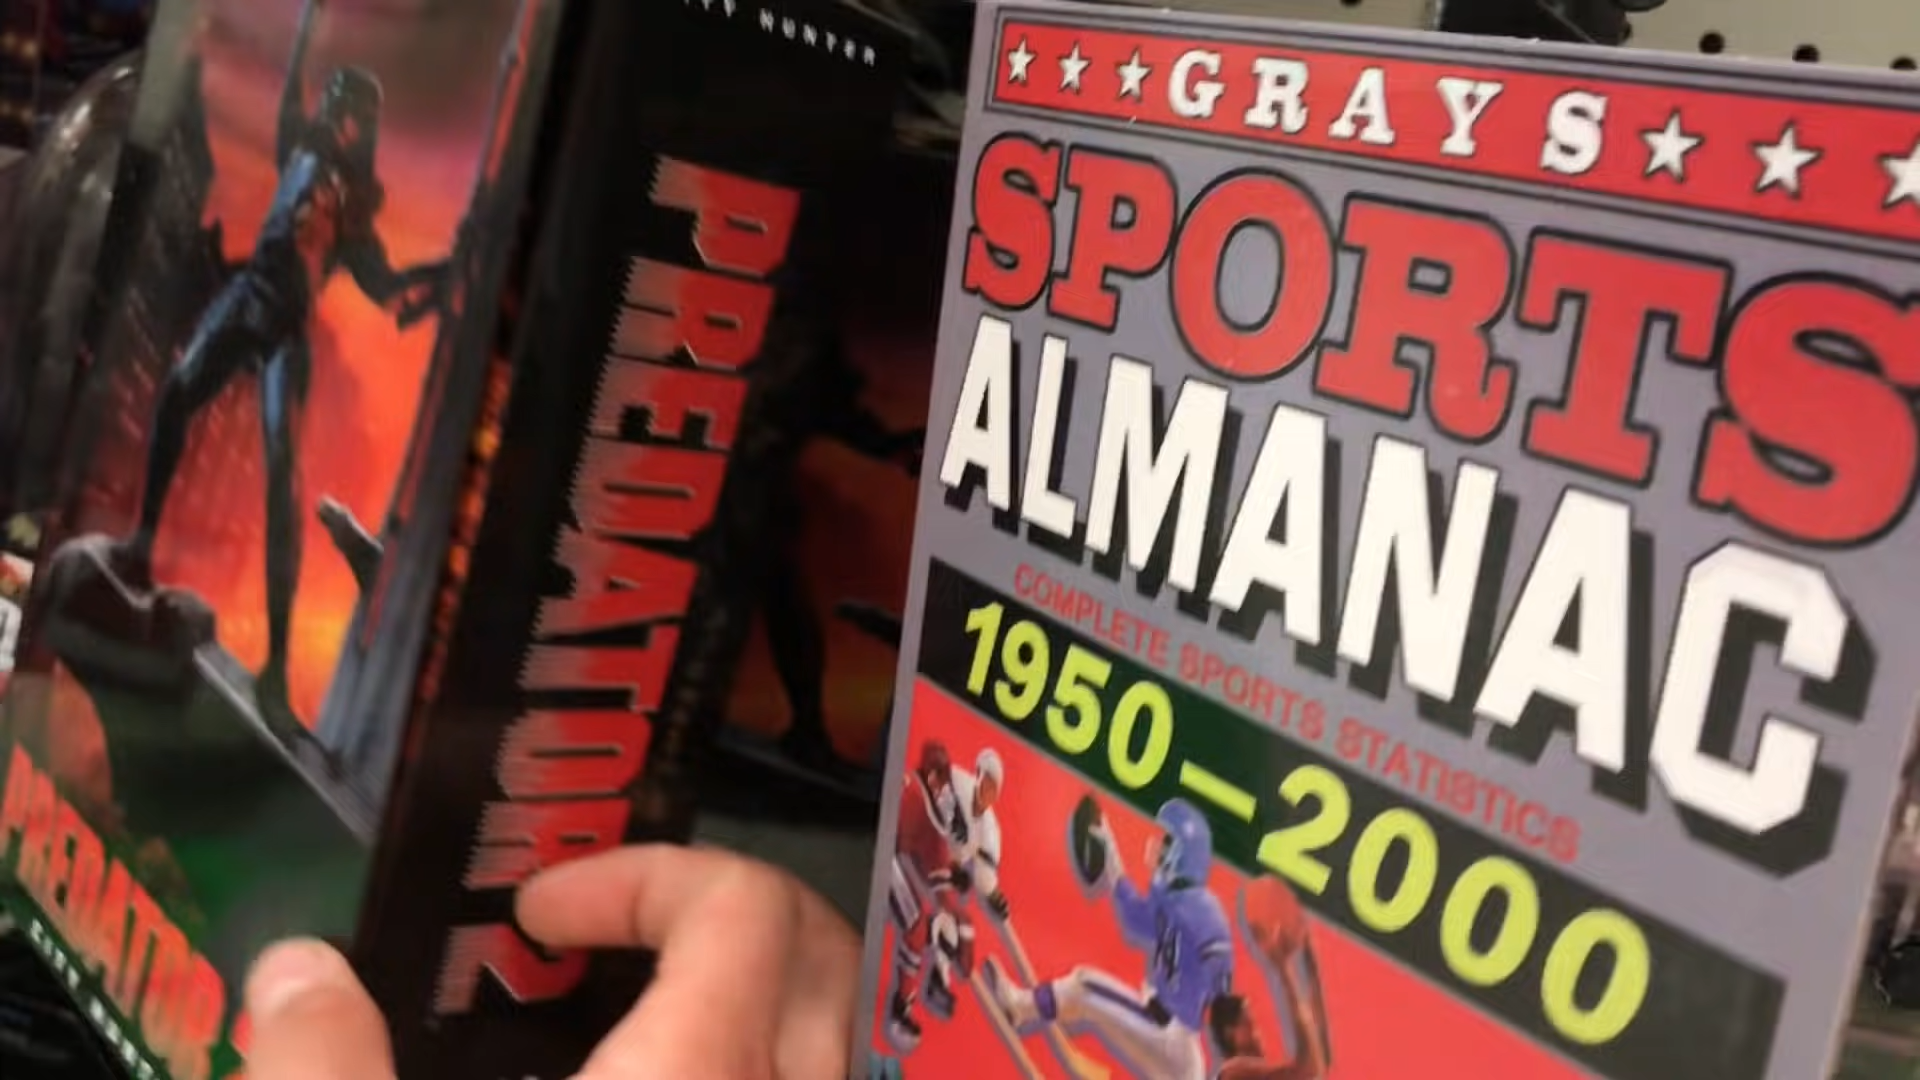 HUNTER
PREDATOR 2
PREDATOR
★★★GRAYS★★★
SPORTS
ALMANAC
COMPLETE SPORTS STATISTICS
1950-2000